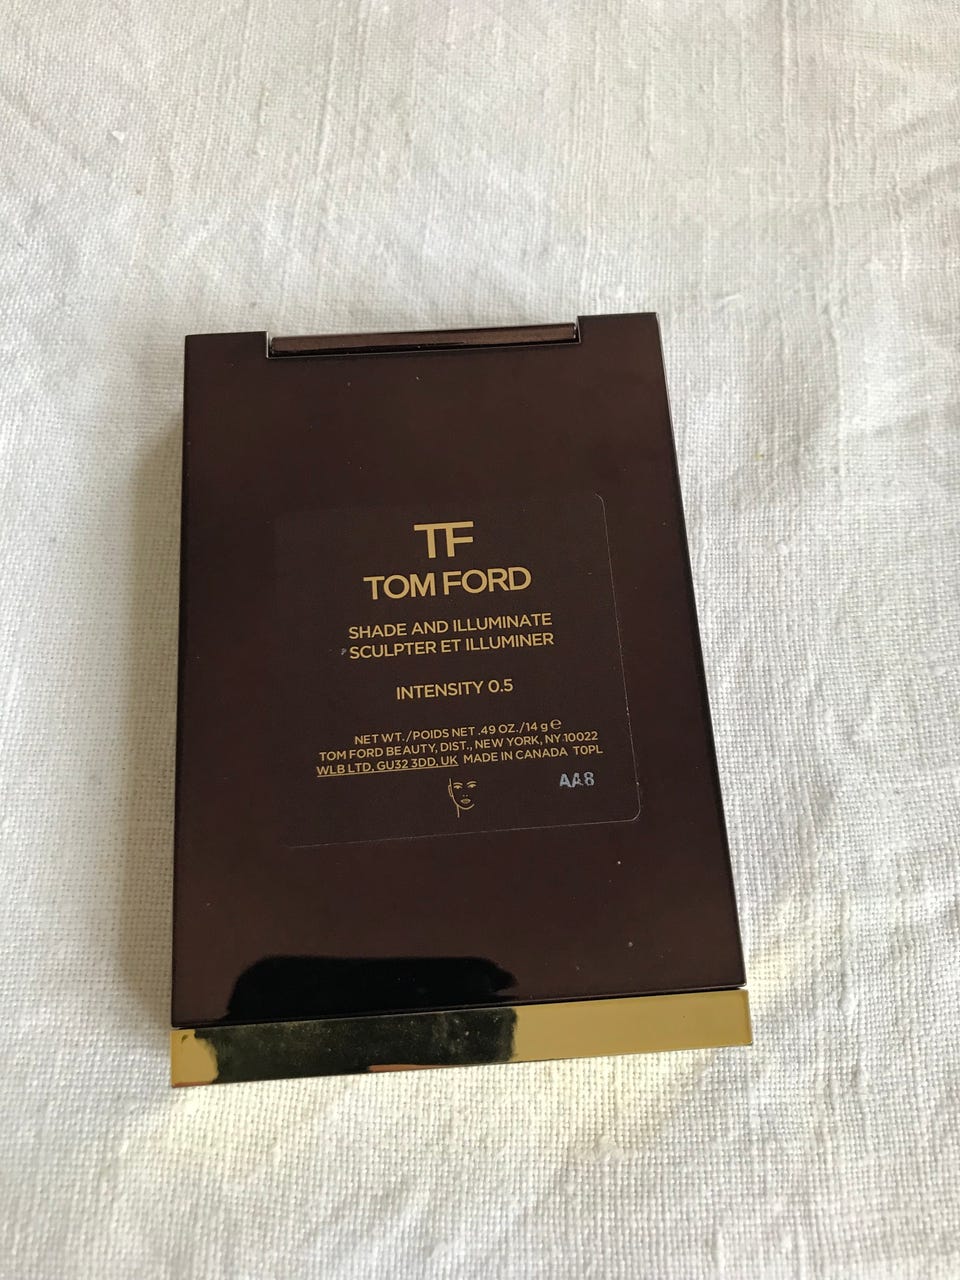 TF
TOM FORD
SHADE AND ILLUMINATE
SCULPTER ET ILLUMINER
INTENSITY 0.5
NET WT./POIDS NET .49 OZ./14 g ℮
TOM FORD BEAUTY, DIST., NEW YORK, NY 10022
WLB LTD, GU32 3DD, UK MADE IN CANADA T0PL
AA8